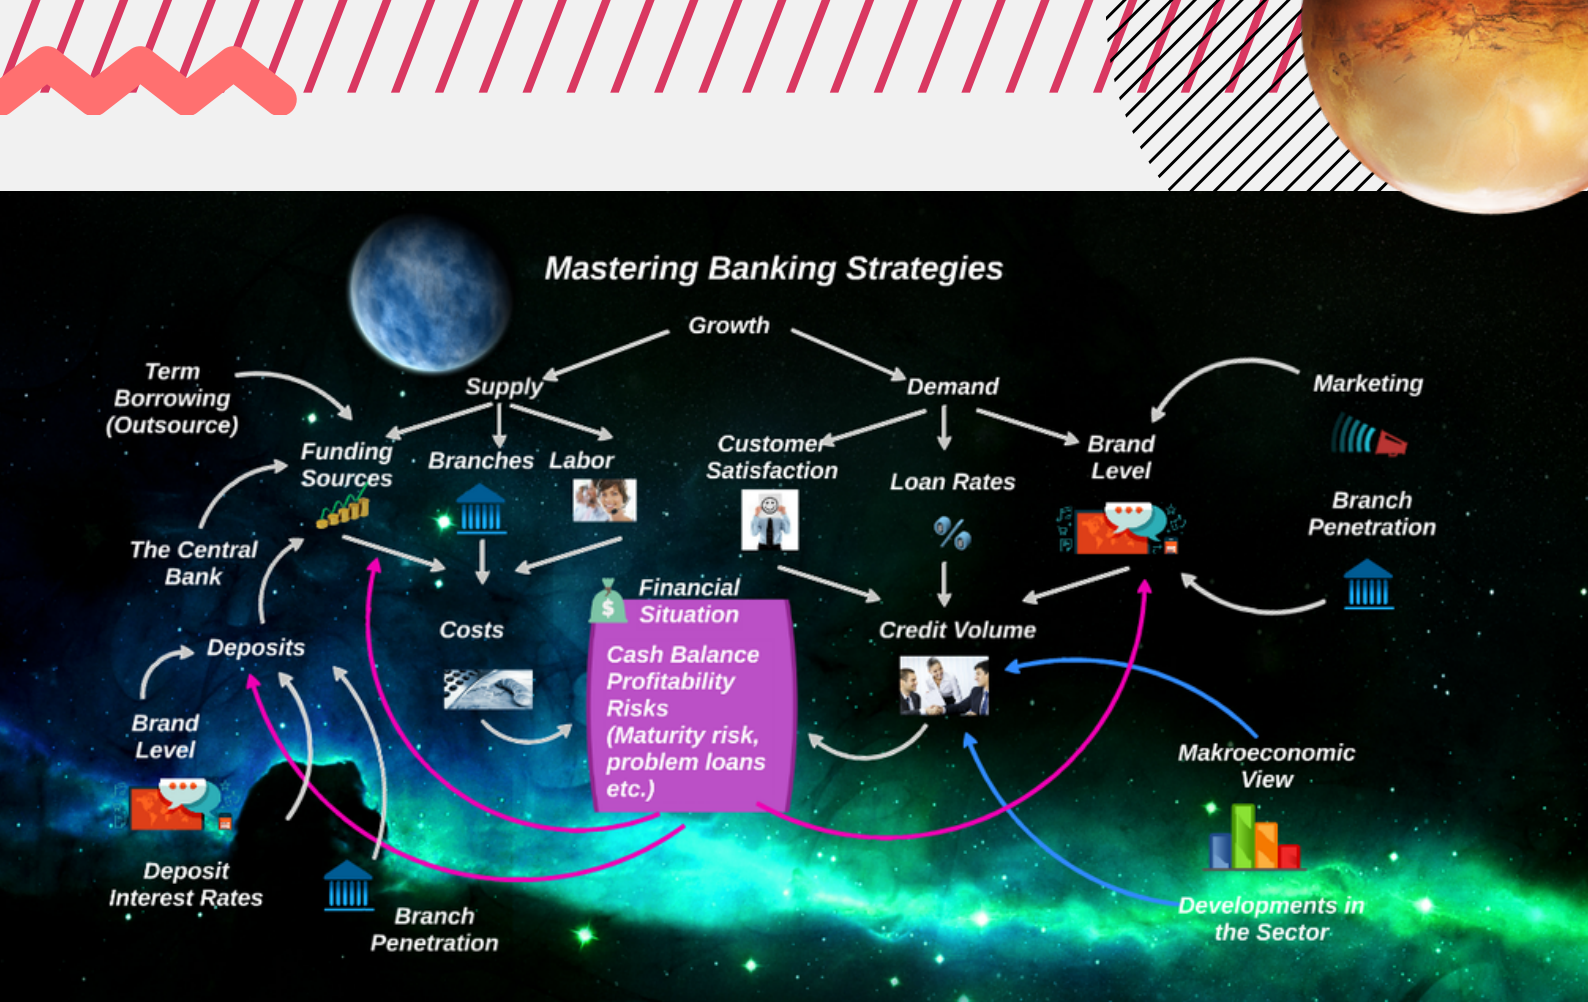 Mastering Banking Strategies
Growth
Supply
Demand
Term
Borrowing
(Outsource)
Marketing
Funding
Sources
Branches
Labor
Customer
Satisfaction
Loan Rates
Brand
Level
Branch
Penetration
%
The Central
Bank
Financial
Situation
$
Costs
Credit Volume
Deposits
Cash Balance
Profitability
Risks
(Maturity risk,
problem loans
etc.)
Brand
Level
Makroeconomic
View
Deposit
Interest Rates
Branch
Penetration
Developments in
the Sector